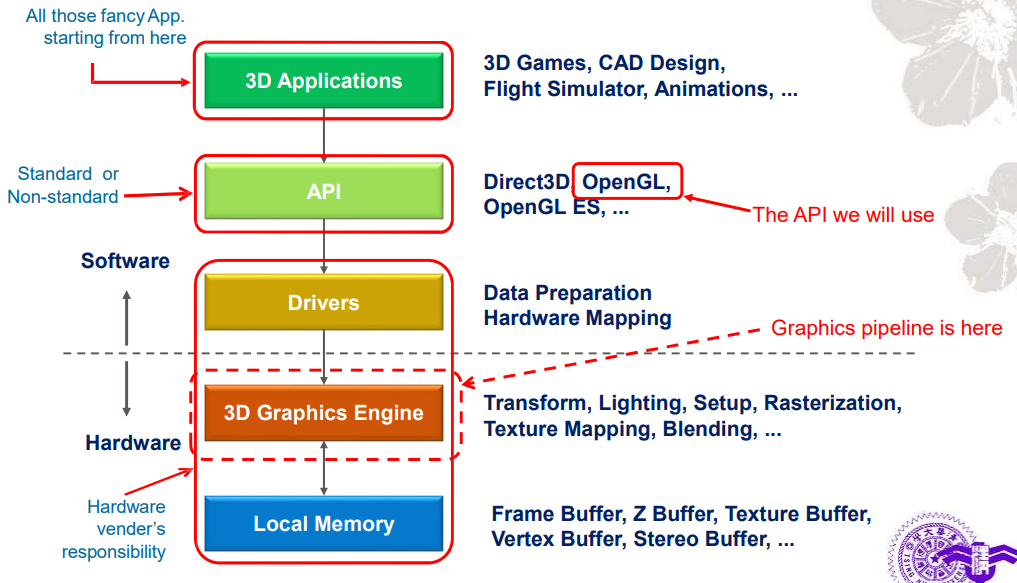 All those fancy App.
starting from here
3D Applications
3D Games, CAD Design,
Flight Simulator, Animations, ...
Standard or
Non-standard
API
Direct3D, OpenGL,
OpenGL ES, ...
The API we will use
Software
Drivers
Data Preparation
Hardware Mapping
Graphics pipeline is here
3D Graphics Engine
Transform, Lighting, Setup, Rasterization,
Texture Mapping, Blending, ...
Hardware
Hardware
vender's
responsibility
Local Memory
Frame Buffer, Z Buffer, Texture Buffer,
Vertex Buffer, Stereo Buffer, ...